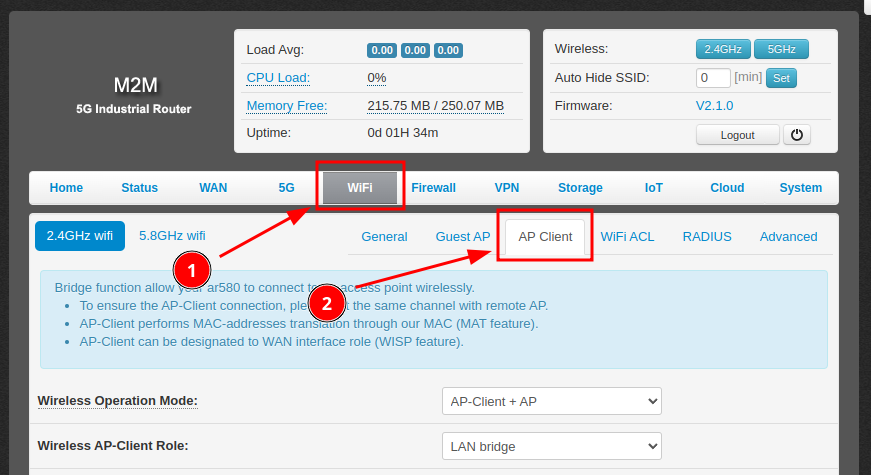 M2M
5G Industrial Router
Load Avg: 0.00 0.00 0.00
CPU Load: 0%
Memory Free: 215.75 MB / 250.07 MB
Uptime: 0d 01H 34m
Wireless: 2.4GHz 5GHz
Auto Hide SSID: 0 [min] Set
Firmware: V2.1.0
Logout
Home Status WAN 5G WiFi Firewall VPN Storage IoT Cloud System
2.4GHz wifi 5.8GHz wifi General Guest AP AP Client WiFi ACL RADIUS Advanced
1
2
Bridge function allow ar580 to connect access point wirelessly.
To ensure the AP-Client connection, the same channel with remote AP.
AP-Client performs MAC-addresses translation through our MAC (MAT feature).
AP-Client can be designated to WAN interface role (WISP feature).
Wireless Operation Mode: AP-Client + AP
Wireless AP-Client Role: LAN bridge